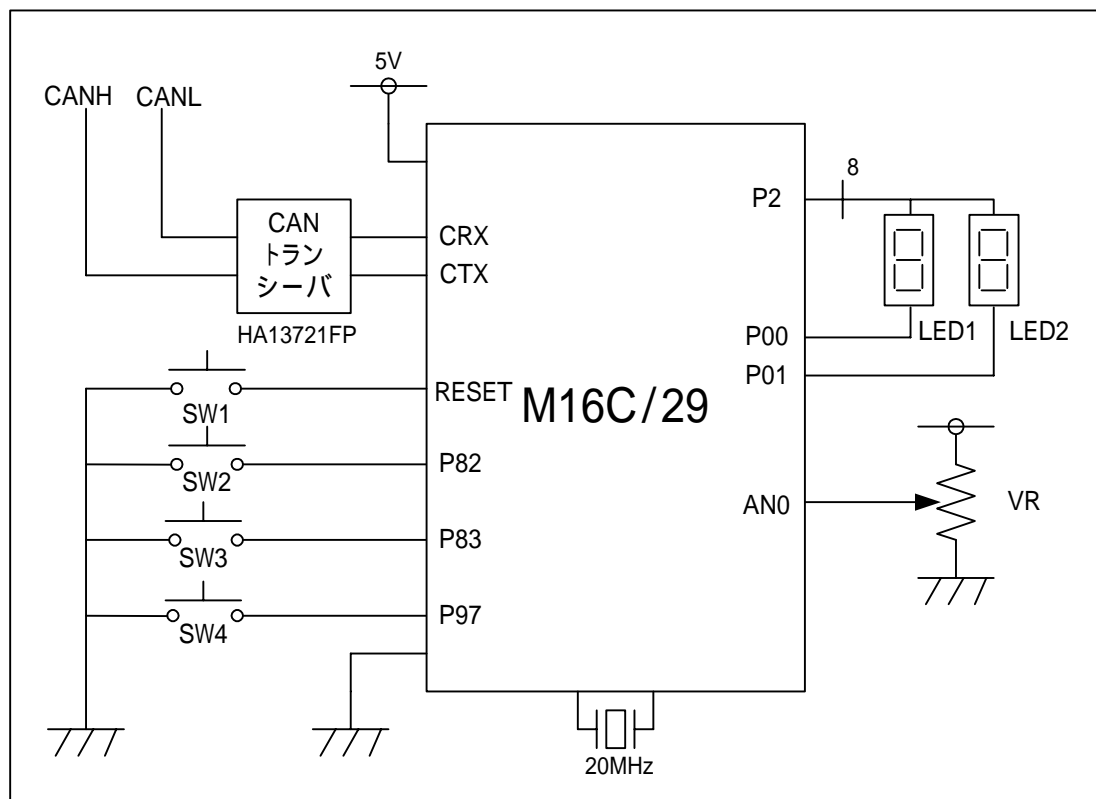 5V
CANH
CANL
8
P2
CAN
トラン
シーバ
CRX
CTX
HA13721FP
LED1
LED2
P00
P01
RESET
M16C/29
SW1
P82
SW2
AN0
VR
P83
SW3
P97
SW4
20MHz